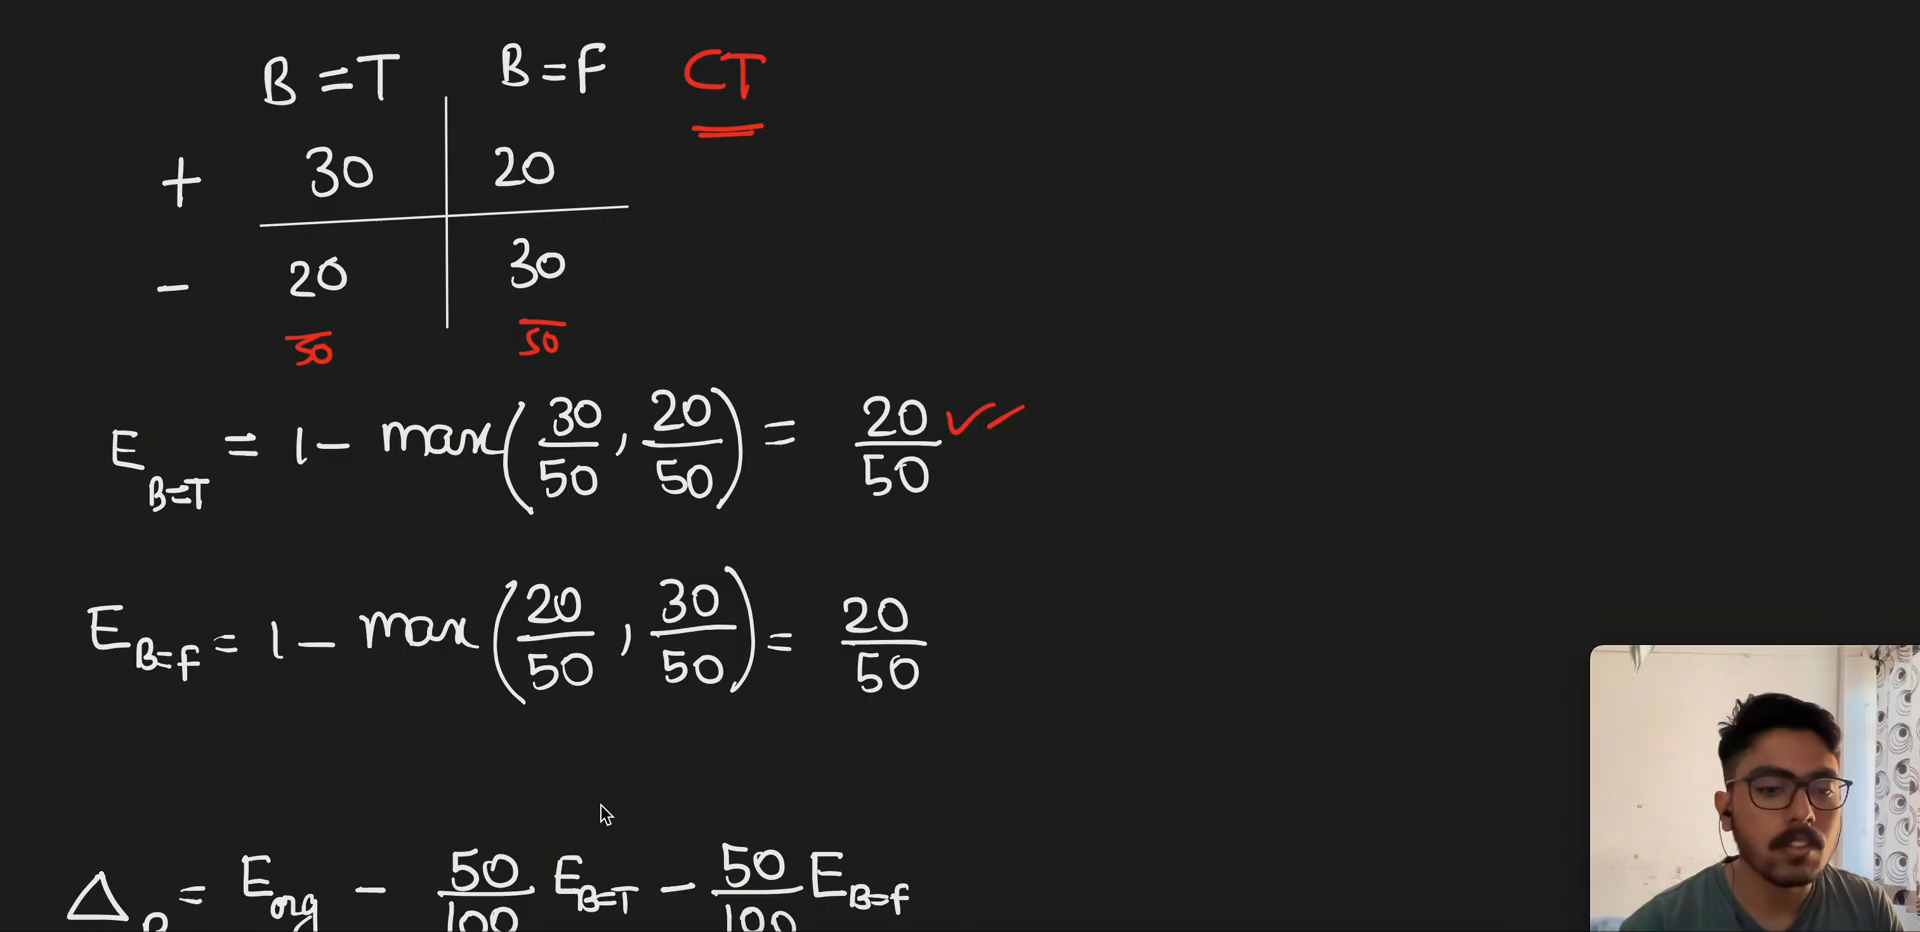 B = T B = F CT
+ 30 20
- 20 30
50 50
E_{B=T} = 1 - max(30/50, 20/50) = 20/50 ✓✓
E_{B=F} = 1 - max(20/50, 30/50) = 20/50
Δ = E_{org} - 50/100 E_{B=T} - 50/100 E_{B=F}